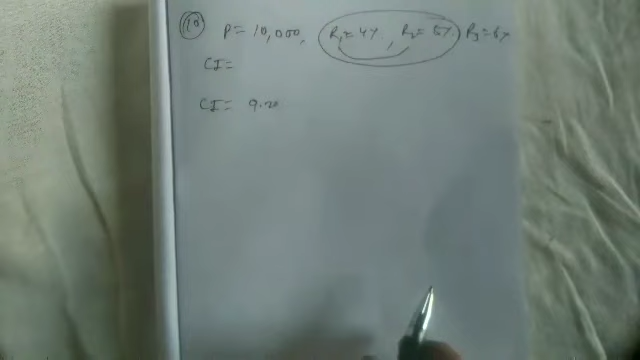 (10) P = 10,000, R₁ = 4%, R₂ = 5%, R₃ = 6%
CI =
CI = 9.20